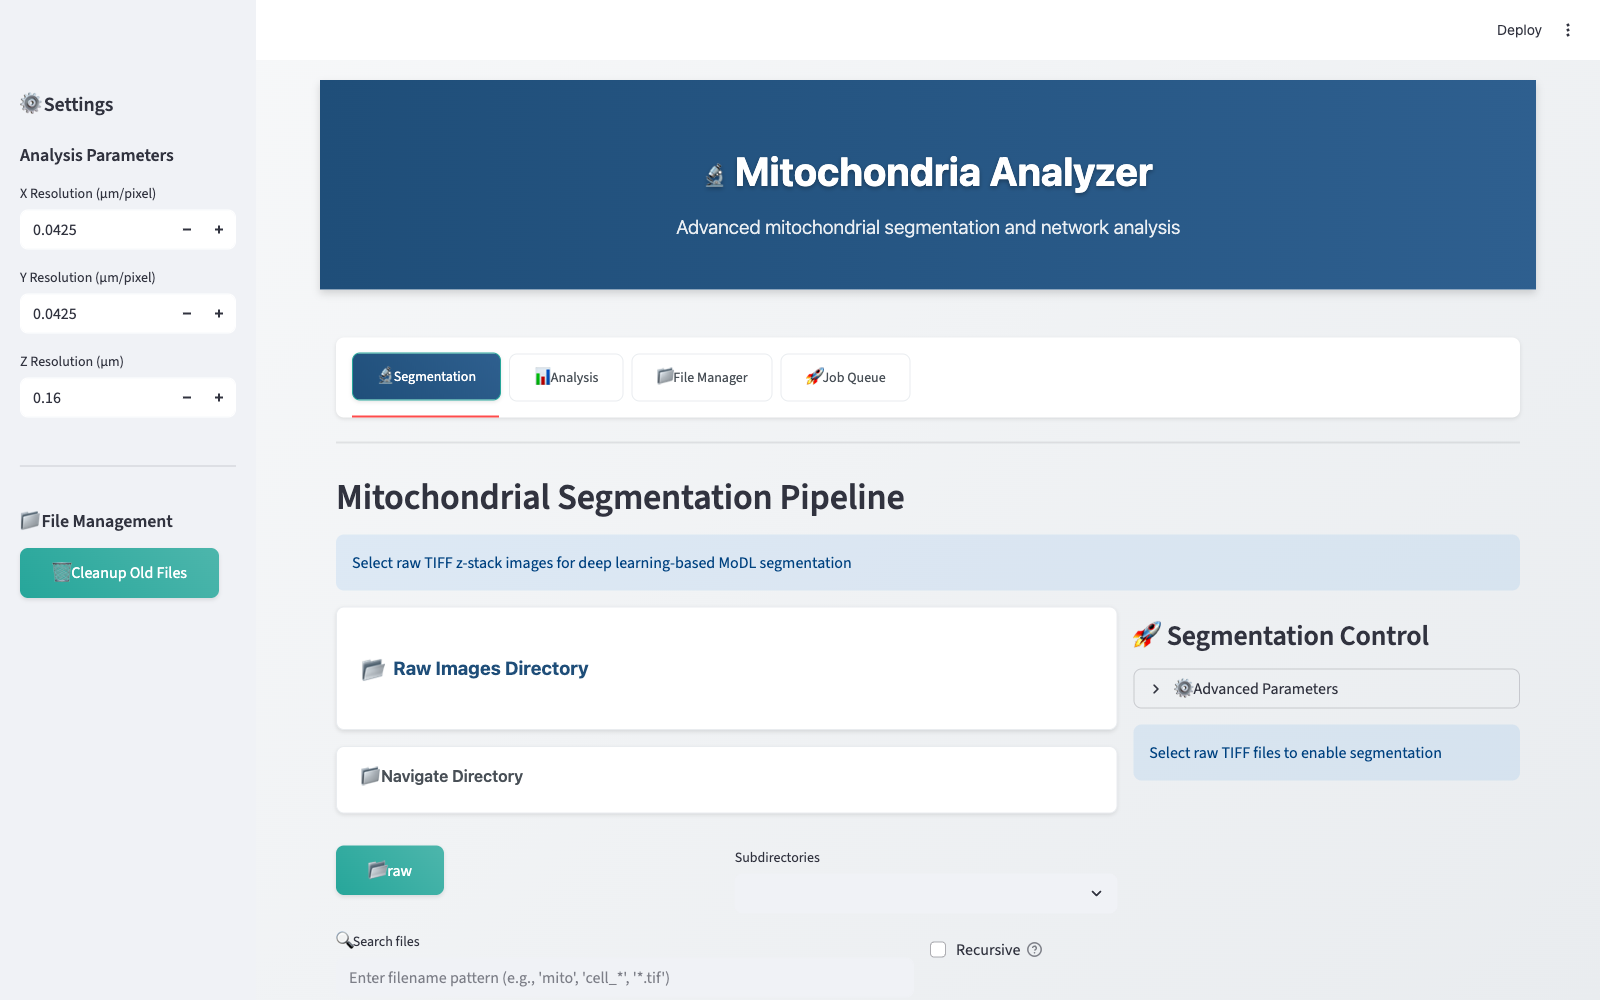 Deploy
Settings
Analysis Parameters
X Resolution (µm/pixel)
0.0425
Y Resolution (µm/pixel)
0.0425
Z Resolution (µm)
0.16
File Management
Cleanup Old Files
Mitochondria Analyzer
Advanced mitochondrial segmentation and network analysis
Segmentation
Analysis
File Manager
Job Queue
Mitochondrial Segmentation Pipeline
Select raw TIFF z-stack images for deep learning-based MoDL segmentation
Raw Images Directory
Navigate Directory
raw
Subdirectories
Search files
Enter filename pattern (e.g., 'mito', 'cell_*', '*.tif')
Recursive
Segmentation Control
Advanced Parameters
Select raw TIFF files to enable segmentation